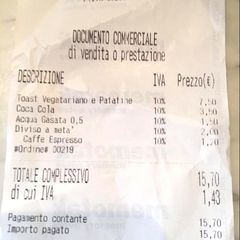 DOCUMENTO COMMERCIALE
di vendita o prestazione
DESCRIZIONE IVA Prezzo(€)
Toast Vegetariano e Patatine 10% 7,50
Coca Cola 10% 3,50
Acqua Gasata 0,5 10% 1,00
Diviso a meta' 10% 2,00
Caffe Espresso 10% 1,70
#Ordine# 00219
TOTALE COMPLESSIVO 15,70
di cui IVA 1,43
Pagamento contante 15,70
Importo pagato 15,70